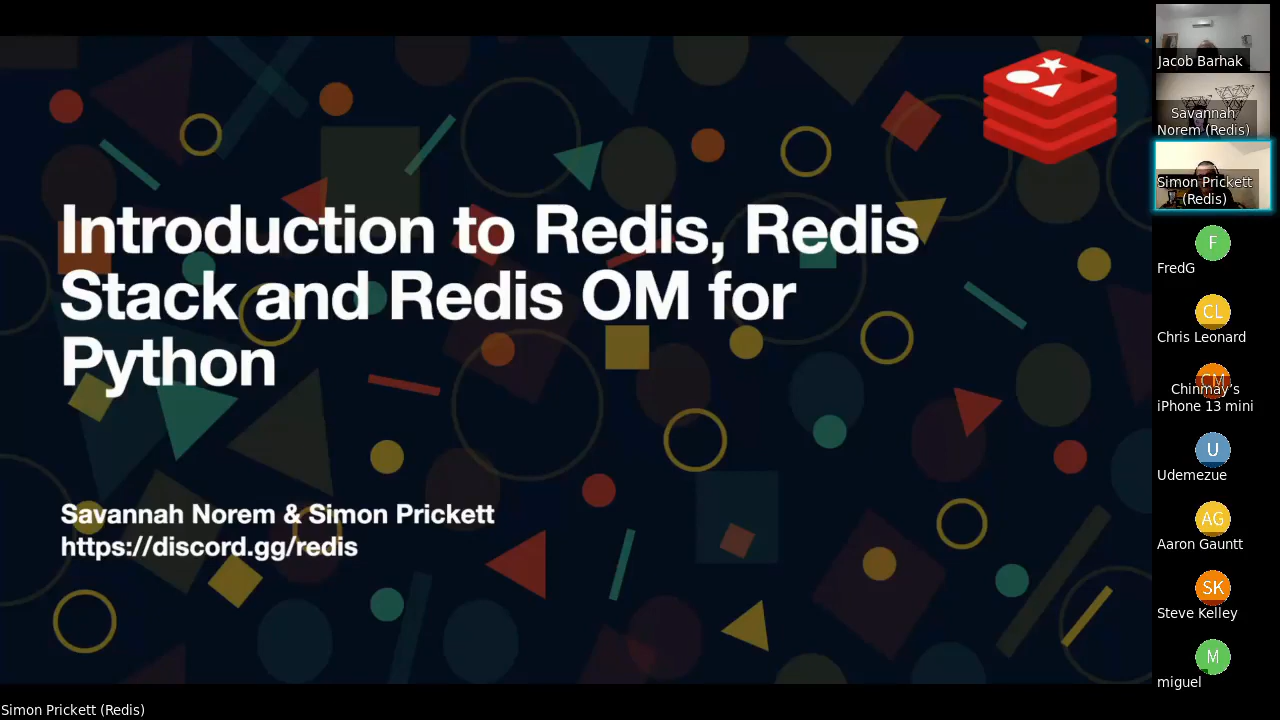 Introduction to Redis, Redis
Stack and Redis OM for
Python
Savannah Norem & Simon Prickett
https://discord.gg/redis
Simon Prickett (Redis)
Jacob Barhak
Savannah
Norem (Redis)
Simon Prickett
(Redis)
F
FredG
CL
Chris Leonard
CM
Chinmay's
iPhone 13 mini
U
Udemezue
AG
Aaron Gauntt
SK
Steve Kelley
M
miguel